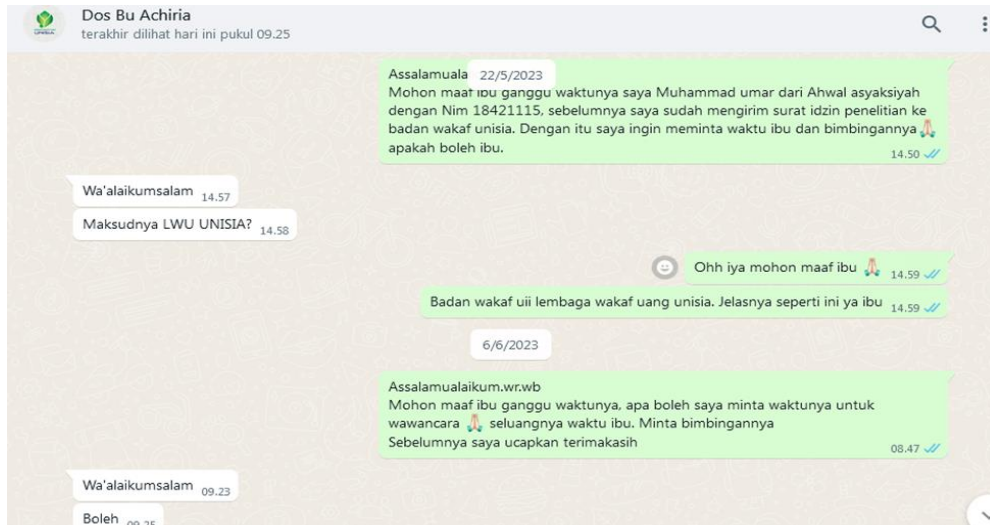 Dos Bu Achiria
terakhir dilihat hari ini pukul 09.25
22/5/2023
Assalamuala
Mohon maaf ibu ganggu waktunya saya Muhammad umar dari Ahwal asyaksiyah
dengan Nim 18421115, sebelumnya saya sudah mengirim surat idzin penelitian ke
badan wakaf unisia. Dengan itu saya ingin meminta waktu ibu dan bimbingannya🙏🏻
apakah boleh ibu.
14.50
Wa'alaikumsalam 14.57
Maksudnya LWU UNISIA? 14.58
Ohh iya mohon maaf ibu 🙏🏻 14.59
Badan wakaf uii lembaga wakaf uang unisia. Jelasnya seperti ini ya ibu 14.59
6/6/2023
Assalamualaikum.wr.wb
Mohon maaf ibu ganggu waktunya, apa boleh saya minta waktunya untuk
wawancara 🙏🏻 seluangnya waktu ibu. Minta bimbingannya
Sebelumnya saya ucapkan terimakasih
08.47
Wa'alaikumsalam 09.23
Boleh 09.25